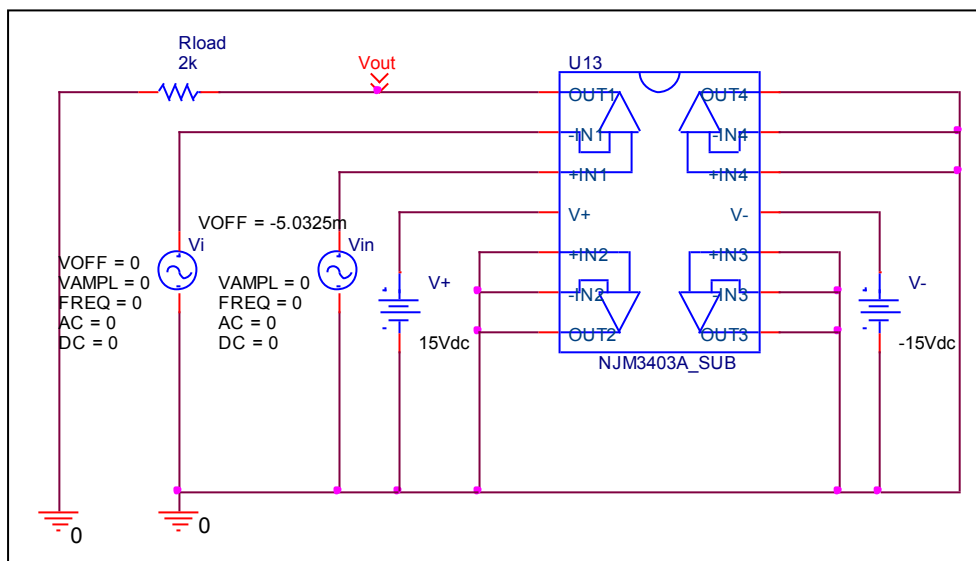 Rload
2k
Vout
U13
OUT1
-IN1
+IN1
V+
+IN2
-IN2
OUT2
OUT4
-IN4
+IN4
V-
+IN3
-IN3
OUT3
NJM3403A_SUB
VOFF = -5.0325m
Vi
VOFF = 0
VAMPL = 0
FREQ = 0
AC = 0
DC = 0
Vin
VAMPL = 0
FREQ = 0
AC = 0
DC = 0
V+
15Vdc
V-
-15Vdc
0
0